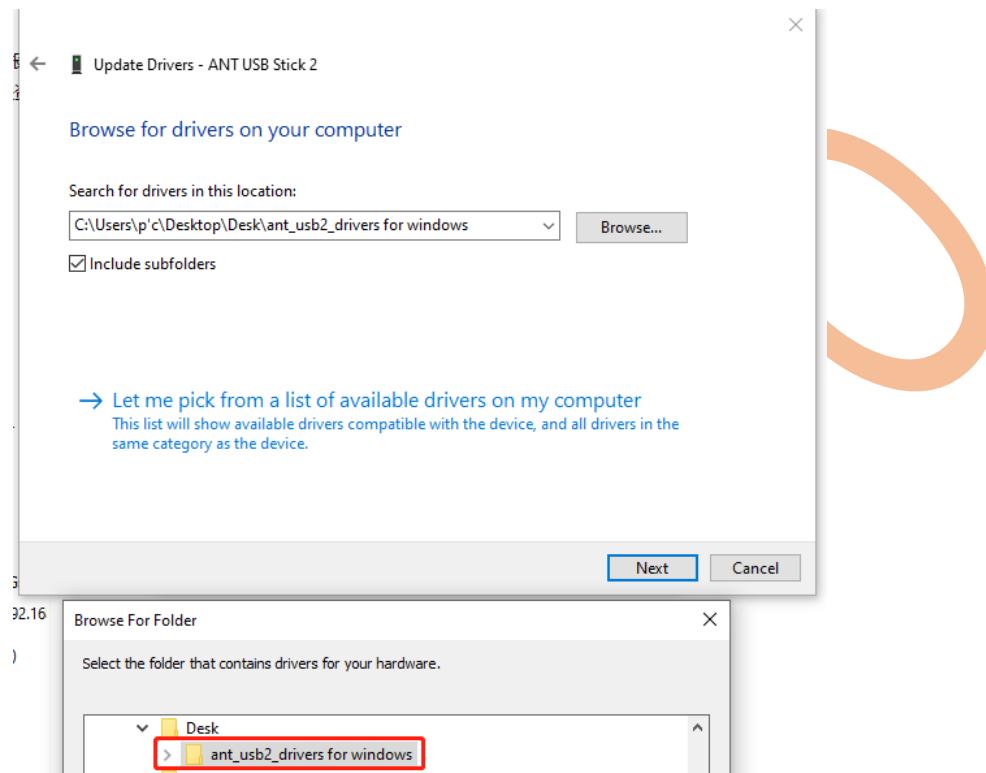 Update Drivers - ANT USB Stick 2
Browse for drivers on your computer
Search for drivers in this location:
C:\Users\p'c\Desktop\Desk\ant_usb2_drivers for windows
Browse...
Include subfolders
Let me pick from a list of available drivers on my computer
This list will show available drivers compatible with the device, and all drivers in the
same category as the device.
Next Cancel
92.16
Browse For Folder
)
Select the folder that contains drivers for your hardware.
Desk
ant_usb2_drivers for windows